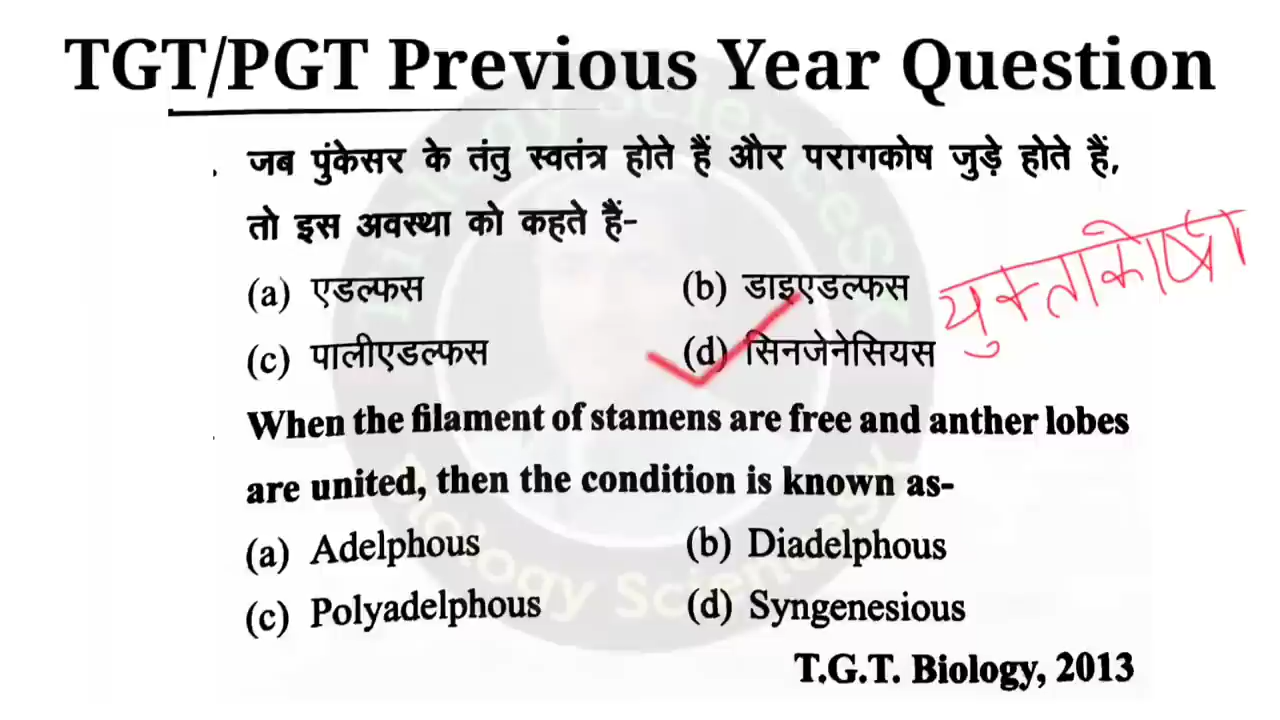 TGT/PGT Previous Year Question
जब पुंकेसर के तंतु स्वतंत्र होते हैं और परागकोष जुड़े होते हैं,
तो इस अवस्था को कहते हैं-
(a) एडल्फस (b) डाइएडल्फस
(c) पालीएडल्फस (d) सिनजेनेसियस
युक्ताकोषी
When the filament of stamens are free and anther lobes
are united, then the condition is known as-
(a) Adelphous (b) Diadelphous
(c) Polyadelphous (d) Syngenesious
T.G.T. Biology, 2013